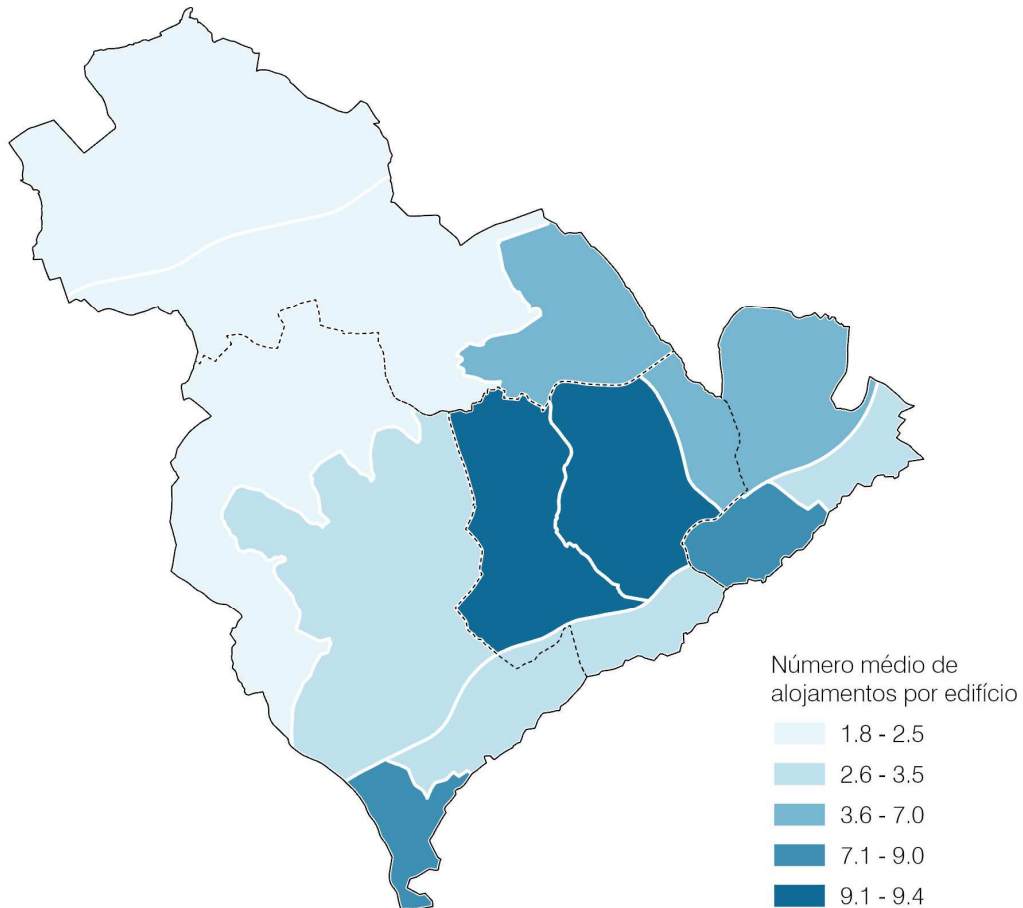 Número médio de
alojamentos por edifício
1.8 - 2.5
2.6 - 3.5
3.6 - 7.0
7.1 - 9.0
9.1 - 9.4